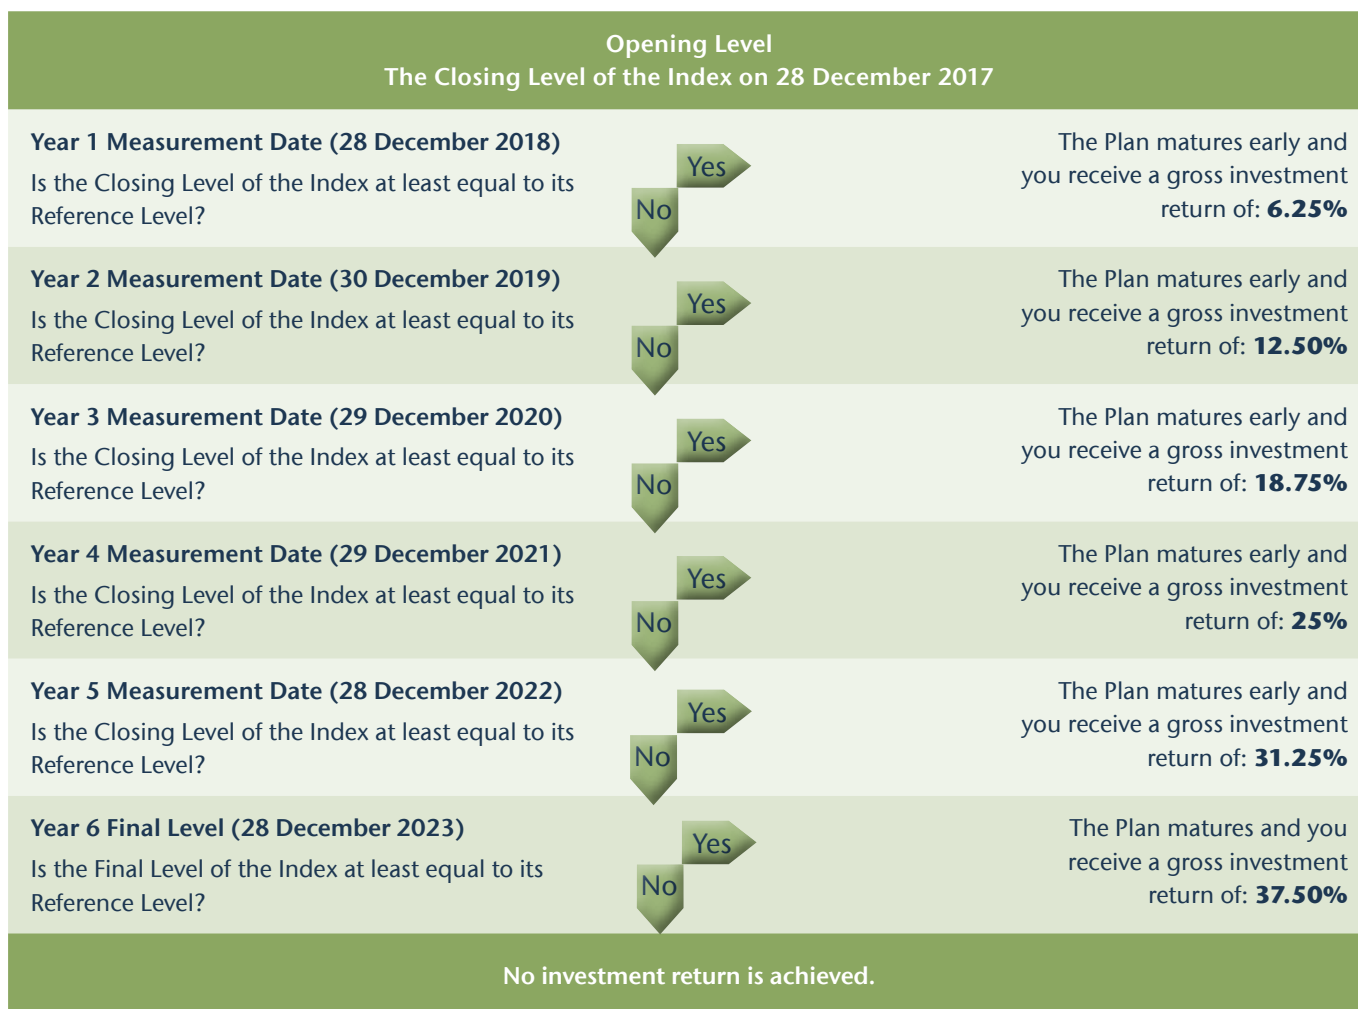 Opening Level
The Closing Level of the Index on 28 December 2017
Year 1 Measurement Date (28 December 2018)
Is the Closing Level of the Index at least equal to its
Reference Level?
Yes
No
The Plan matures early and
you receive a gross investment
return of: 6.25%
Year 2 Measurement Date (30 December 2019)
Is the Closing Level of the Index at least equal to its
Reference Level?
Yes
No
The Plan matures early and
you receive a gross investment
return of: 12.50%
Year 3 Measurement Date (29 December 2020)
Is the Closing Level of the Index at least equal to its
Reference Level?
Yes
No
The Plan matures early and
you receive a gross investment
return of: 18.75%
Year 4 Measurement Date (29 December 2021)
Is the Closing Level of the Index at least equal to its
Reference Level?
Yes
No
The Plan matures early and
you receive a gross investment
return of: 25%
Year 5 Measurement Date (28 December 2022)
Is the Closing Level of the Index at least equal to its
Reference Level?
Yes
No
The Plan matures early and
you receive a gross investment
return of: 31.25%
Year 6 Final Level (28 December 2023)
Is the Final Level of the Index at least equal to its
Reference Level?
Yes
No
The Plan matures and you
receive a gross investment
return of: 37.50%
No investment return is achieved.